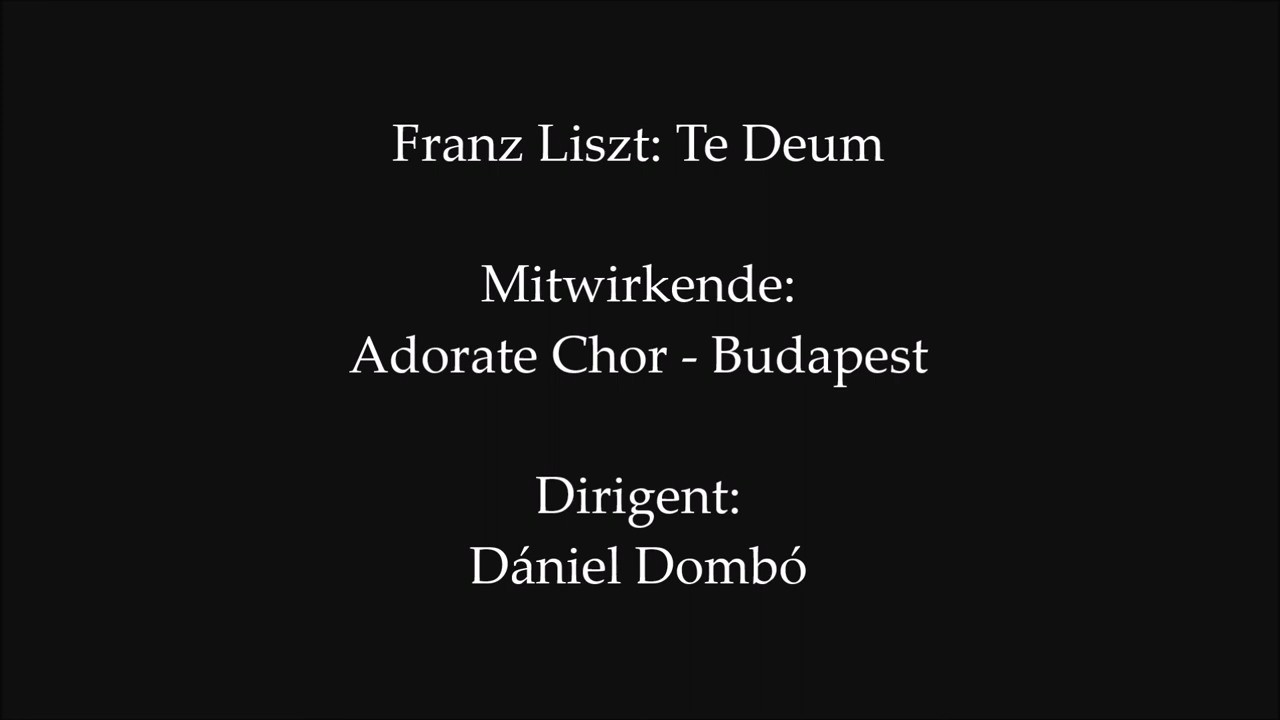 Franz Liszt: Te Deum
Mitwirkende:
Adorate Chor - Budapest
Dirigent:
Dániel Dombó